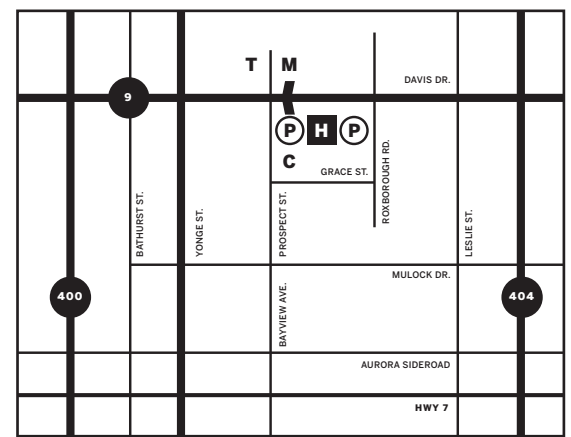 T M
DAVIS DR.
9
P H P
C
GRACE ST.
ROXBOROUGH RD.
BATHURST ST.
YONGE ST.
PROSPECT ST.
LESLIE ST.
MULOCK DR.
400
404
BAYVIEW AVE.
AURORA SIDEROAD
HWY 7